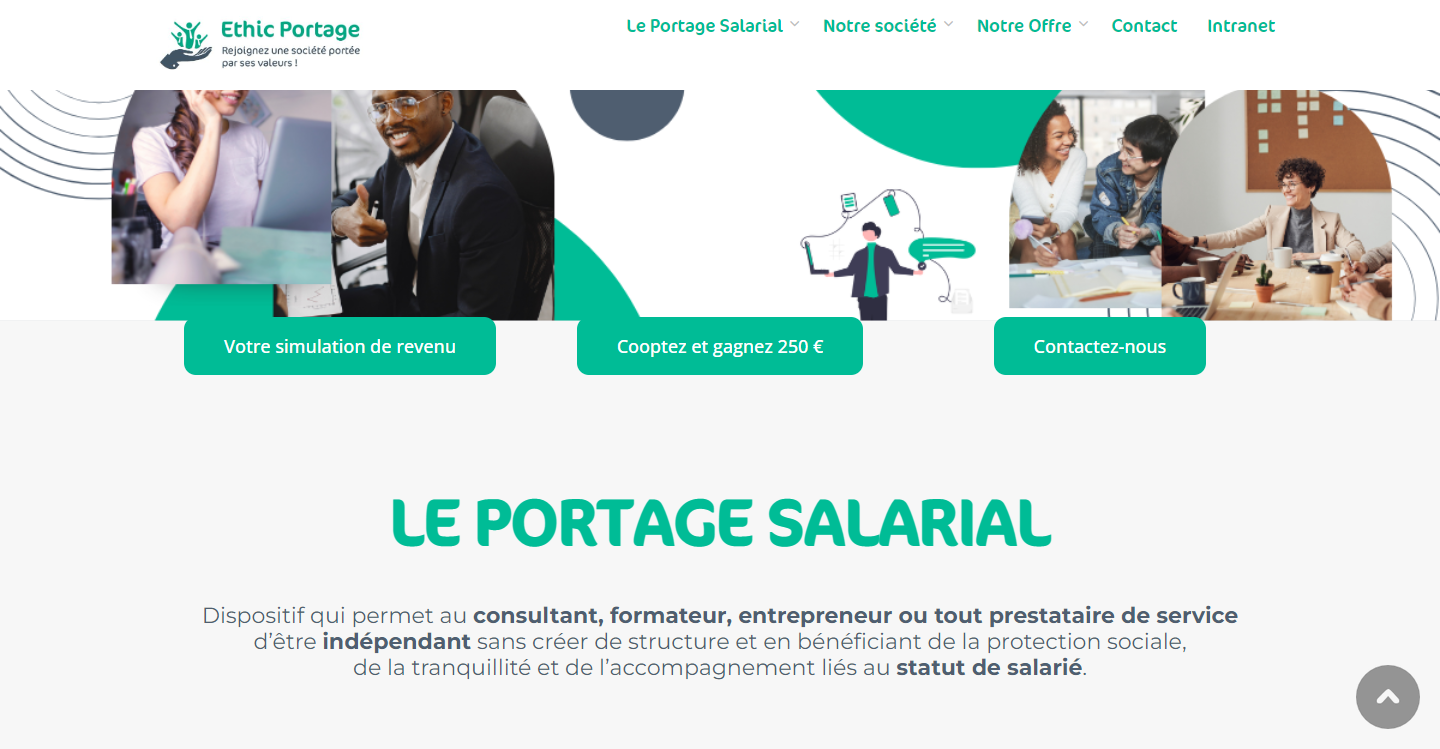 Ethic Portage
Rejoignez une société portée
par ses valeurs !
Le Portage Salarial
Notre société
Notre Offre
Contact
Intranet
Votre simulation de revenu
Cooptez et gagnez 250 €
Contactez-nous
LE PORTAGE SALARIAL
Dispositif qui permet au consultant, formateur, entrepreneur ou tout prestataire de service
d’être indépendant sans créer de structure et en bénéficiant de la protection sociale,
de la tranquillité et de l’accompagnement liés au statut de salarié.